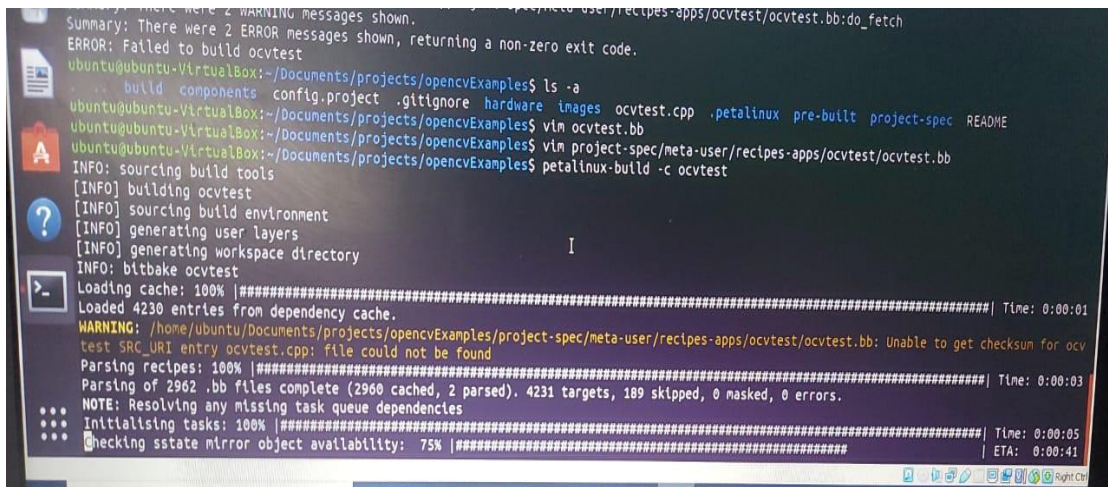 Summary: There were 2 WARNING messages shown.
user/recipes-apps/ocvtest/ocvtest.bb:do_fetch
Summary: There were 2 ERROR messages shown, returning a non-zero exit code.
ERROR: Failed to build ocvtest
ubuntu@ubuntu-VirtualBox:~/Documents/projects/opencvExamples$ ls -a
. .. build components config.project .gitignore hardware images ocvtest.cpp .petalinux pre-built project-spec README
ubuntu@ubuntu-VirtualBox:~/Documents/projects/opencvExamples$ vim ocvtest.bb
ubuntu@ubuntu-VirtualBox:~/Documents/projects/opencvExamples$ vim project-spec/meta-user/recipes-apps/ocvtest/ocvtest.bb
ubuntu@ubuntu-VirtualBox:~/Documents/projects/opencvExamples$ petalinux-build -c ocvtest
INFO: sourcing build tools
[INFO] building ocvtest
[INFO] sourcing build environment
[INFO] generating user layers
[INFO] generating workspace directory
INFO: bitbake ocvtest
Loading cache: 100% |####################################################################################################| Time: 0:00:01
Loaded 4230 entries from dependency cache.
WARNING: /home/ubuntu/Documents/projects/opencvExamples/project-spec/meta-user/recipes-apps/ocvtest/ocvtest.bb: Unable to get checksum for ocv
test SRC_URI entry ocvtest.cpp: file could not be found
Parsing recipes: 100% |####################################################################################################| Time: 0:00:03
Parsing of 2962 .bb files complete (2960 cached, 2 parsed). 4231 targets, 189 skipped, 0 masked, 0 errors.
NOTE: Resolving any missing task queue dependencies
Initialising tasks: 100% |####################################################################################################| Time: 0:00:05
Checking sstate mirror object availability: 75% |######################################################## | ETA: 0:00:41
Right Ctrl